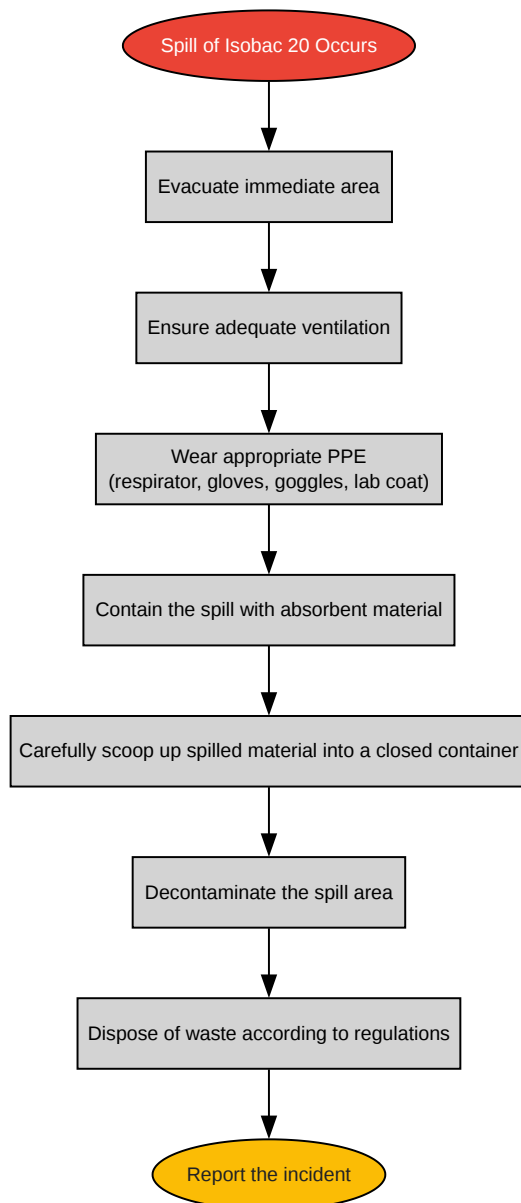 Spill of Isobac 20 Occurs
Evacuate immediate area
Ensure adequate ventilation
Wear appropriate PPE
(respirator, gloves, goggles, lab coat)
Contain the spill with absorbent material
Carefully scoop up spilled material into a closed container
Decontaminate the spill area
Dispose of waste according to regulations
Report the incident